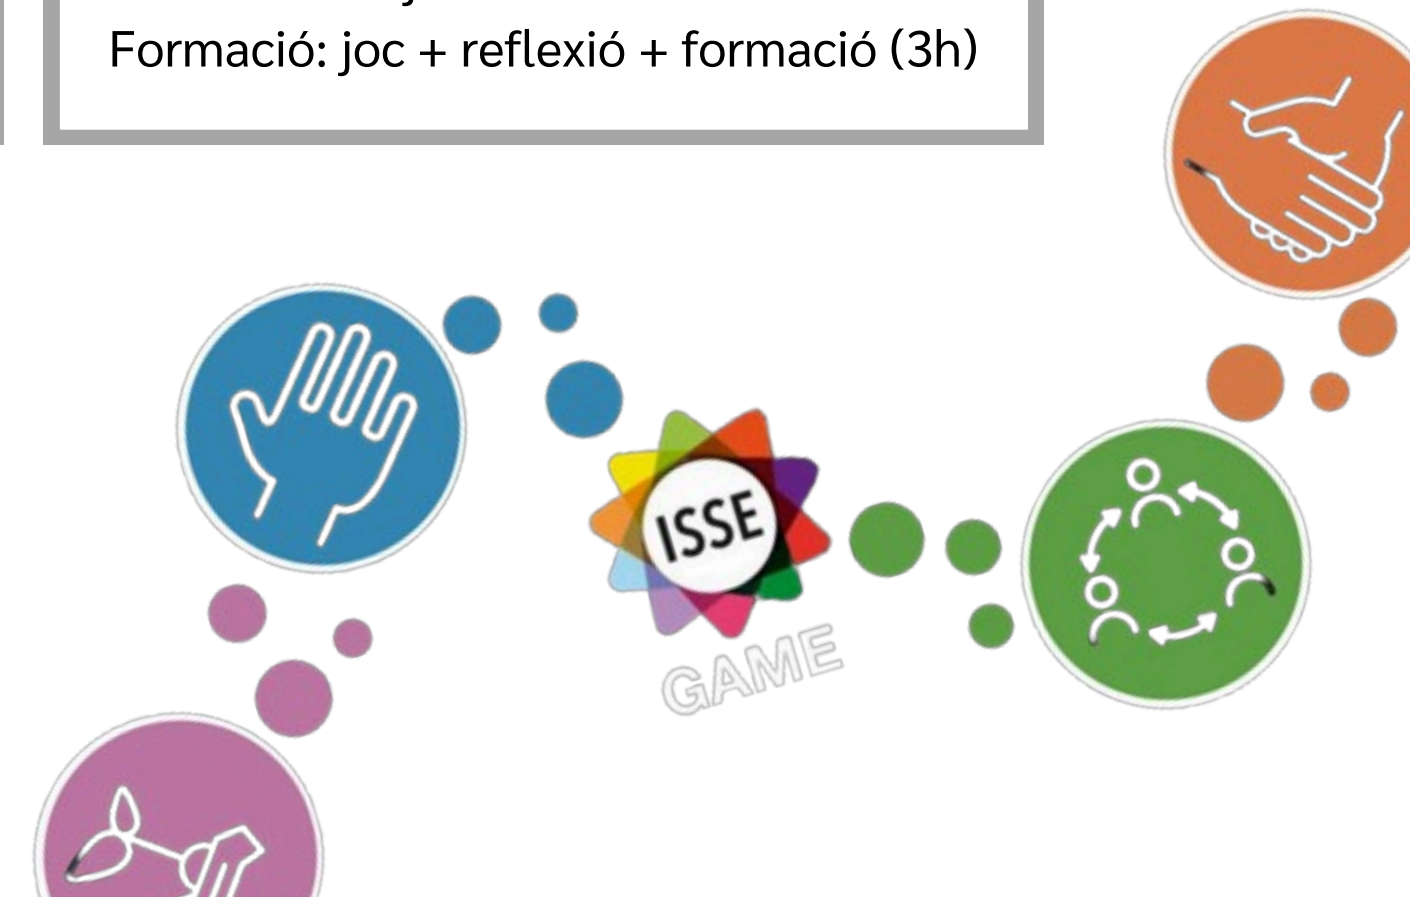 Formació: joc + reflexió + formació (3h)
ISSE
GAME